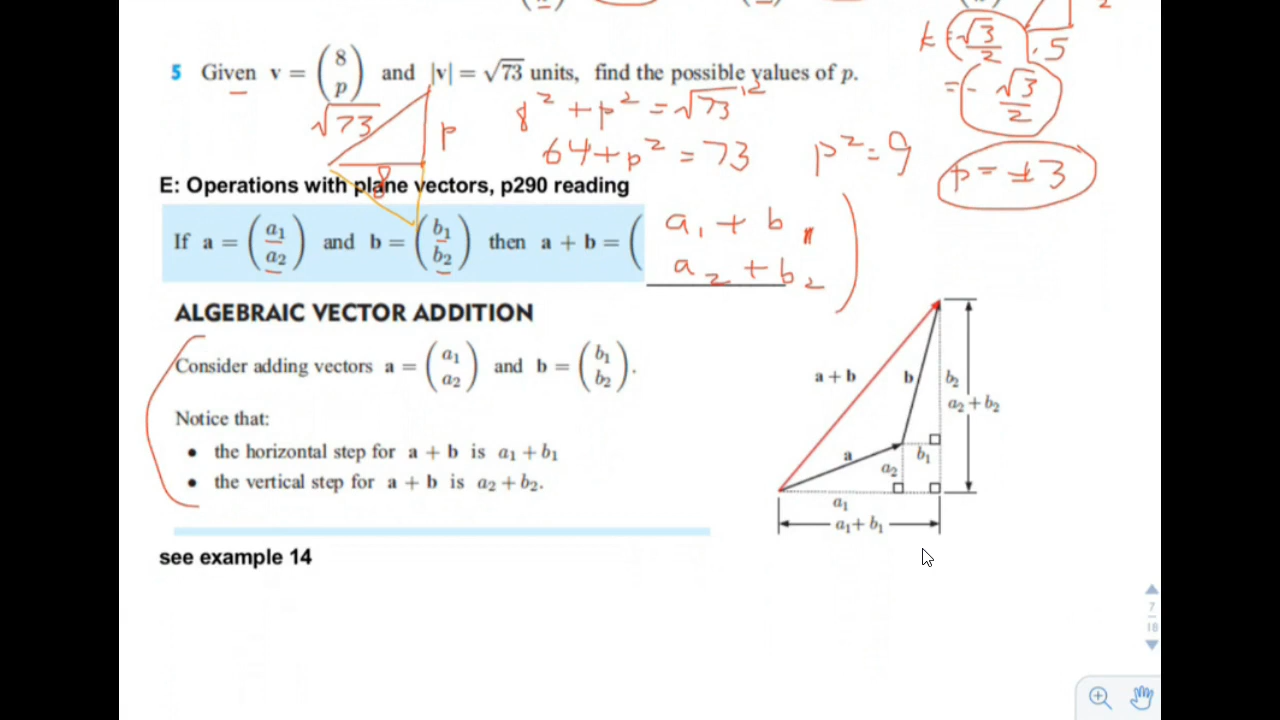 k = √3/2
.5
= -√3/2
5 Given v = (8 p) and |v| = √73 units, find the possible values of p.
√73
p
8
8² + p² = √73²
64 + p² = 73
p² = 9
p = ±3
E: Operations with plane vectors, p290 reading
If a = (a₁ a₂) and b = (b₁ b₂) then a + b = (a₁ + b₁ a₂ + b₂)
ALGEBRAIC VECTOR ADDITION
Consider adding vectors a = (a₁ a₂) and b = (b₁ b₂).
Notice that:
• the horizontal step for a + b is a₁ + b₁
• the vertical step for a + b is a₂ + b₂.
a + b
b
b₂
a₂ + b₂
a
a₂
b₁
a₁
a₁ + b₁
see example 14
7
18